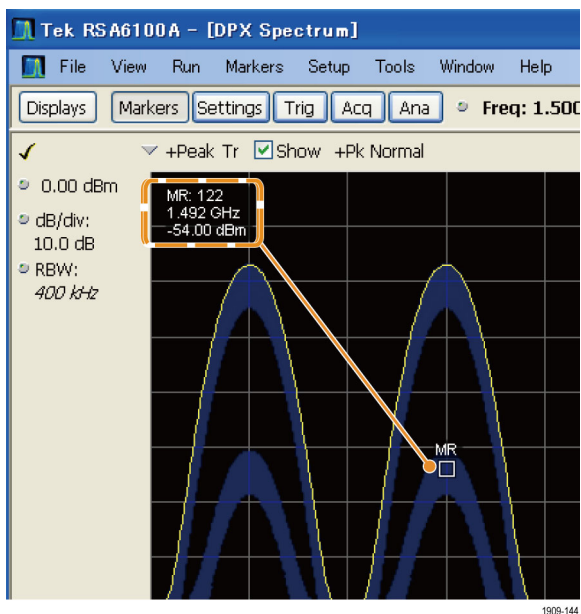 Tek RSA6100A - [DPX Spectrum]
File View Run Markers Setup Tools Window Help
Displays Markers Settings Trig Acq Ana Freq: 1.500
+Peak Tr Show +Pk Normal
0.00 dBm
dB/div:
10.0 dB
RBW:
400 kHz
MR: 122
1.492 GHz
-54.00 dBm
MR
1909-144